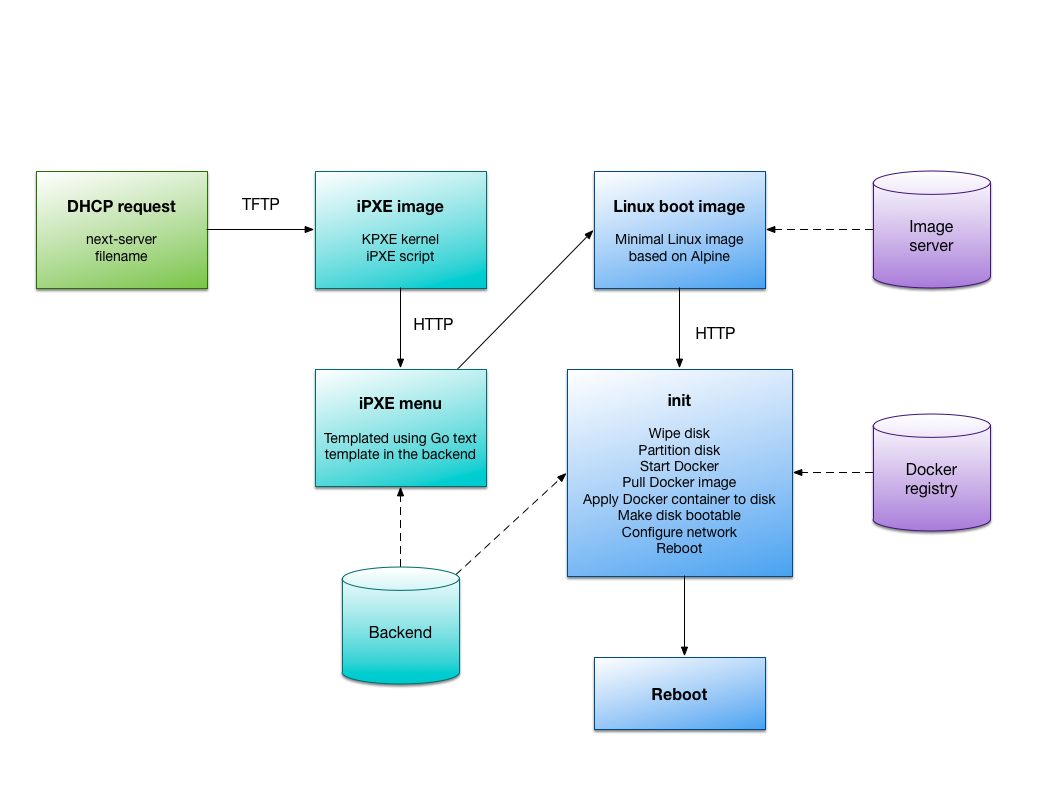 DHCP request
next-server
filename
TFTP
iPXE image
KPXE kernel
iPXE script
Linux boot image
Minimal Linux image
based on Alpine
Image
server
HTTP
HTTP
iPXE menu
Templated using Go text
template in the backend
init
Wipe disk
Partition disk
Start Docker
Pull Docker image
Apply Docker container to disk
Make disk bootable
Configure network
Reboot
Docker
registry
Backend
Reboot